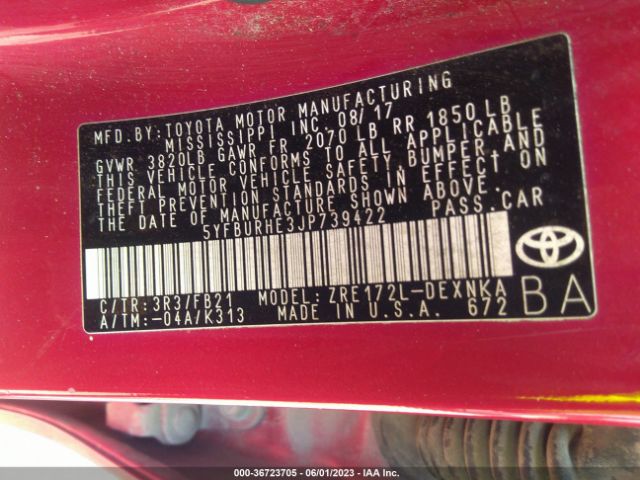 MFD. BY: TOYOTA MOTOR MANUFACTURING
MISSISSIPPI INC. 08/17
GVWR 3820LB GAWR FR 2070 LB RR 1850 LB
THIS VEHICLE CONFORMS TO ALL APPLICABLE
FEDERAL MOTOR VEHICLE SAFETY, BUMPER, AND
THEFT PREVENTION STANDARDS IN EFFECT ON
THE DATE OF MANUFACTURE SHOWN ABOVE.
5YFBURHE3JP739422 PASS. CAR
C/TR: 3R3/FB21 MODEL: ZRE172L-DEXNKA
A/TM: -04A/K313 MADE IN U.S.A. 672
BA
000-36723705 - 06/01/2023 - IAA Inc.